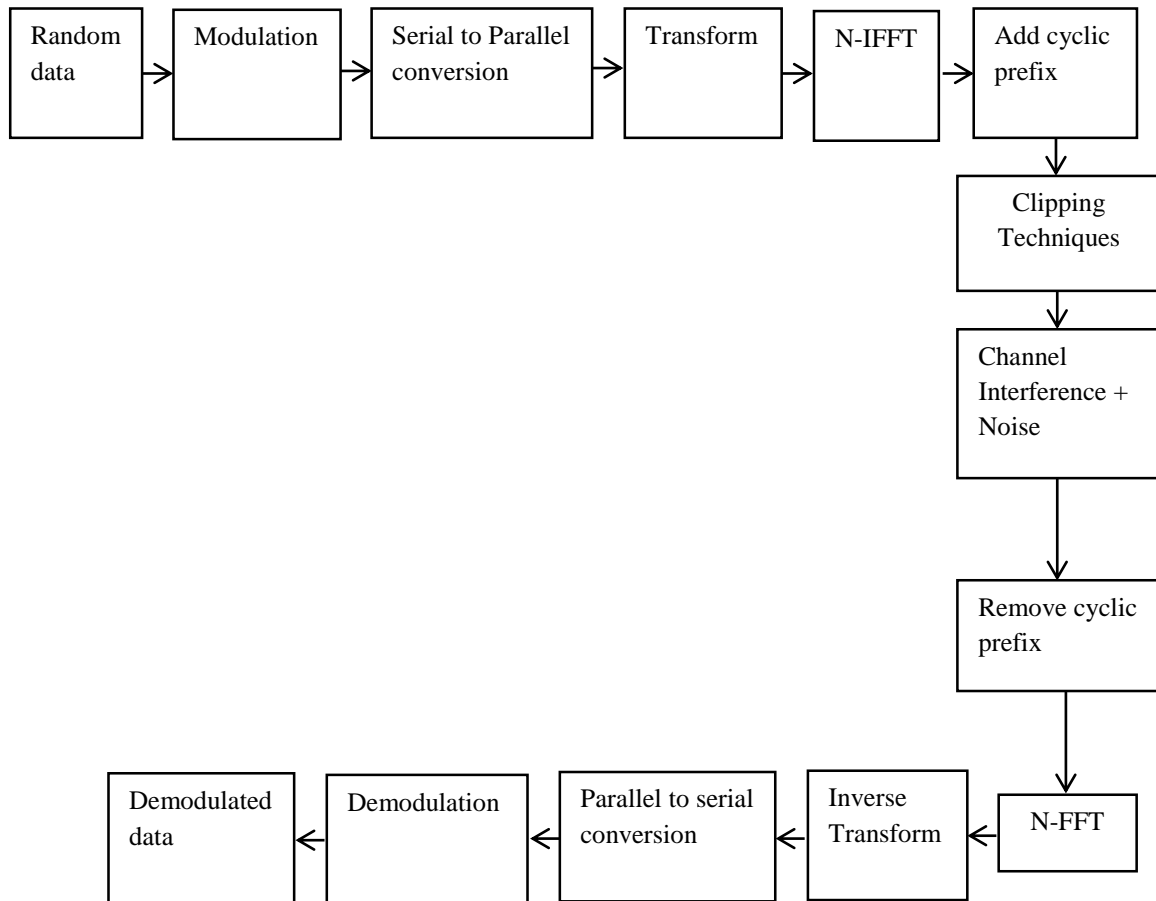 Random
data
Modulation
Serial to Parallel
conversion
Transform
N-IFFT
Add cyclic
prefix
Clipping
Techniques
Channel
Interference +
Noise
Remove cyclic
prefix
N-FFT
Inverse
Transform
Parallel to serial
conversion
Demodulation
Demodulated
data